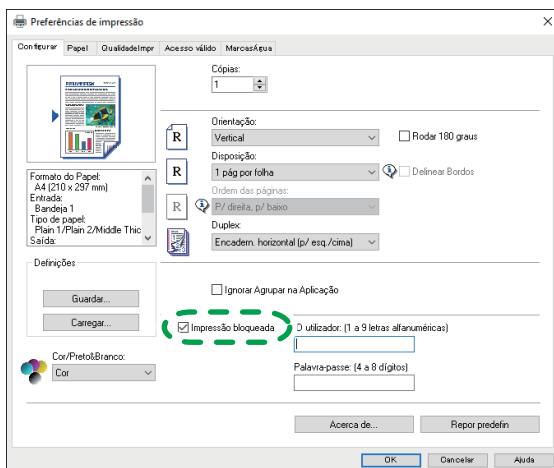 Preferências de impressão
Configurar Papel QualidadeImpr Acesso válido MarcasÁgua
Cópias:
1
Orientação:
R
Vertical
Rodar 180 graus
Disposição:
R
1 pág por folha
Delinear Bordos
Ordem das páginas:
R
P/ direita, p/ baixo
Duplex:
Encadern. horizontal (p/ esq./cima)
Formato do Papel:
A4 (210 x 297 mm)
Entrada:
Bandeja 1
Tipo de papel:
Plain 1/Plain 2/Middle Thic
Saída:
Definições
Guardar...
Carregar...
Ignorar Agrupar na Aplicação
Impressão bloqueada
O utilizador: (1 a 9 letras alfanuméricas)
Palavra-passe: (4 a 8 dígitos)
Cor/Preto&Branco:
Cor
Acerca de...
Repor predefin
OK
Cancelar
Ajuda